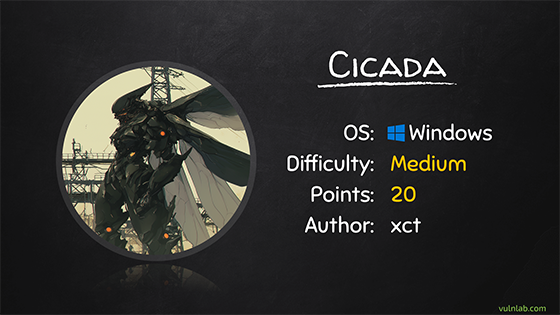 Cicada
OS: Windows
Difficulty: Medium
Points: 20
Author: xct
vulnlab.com